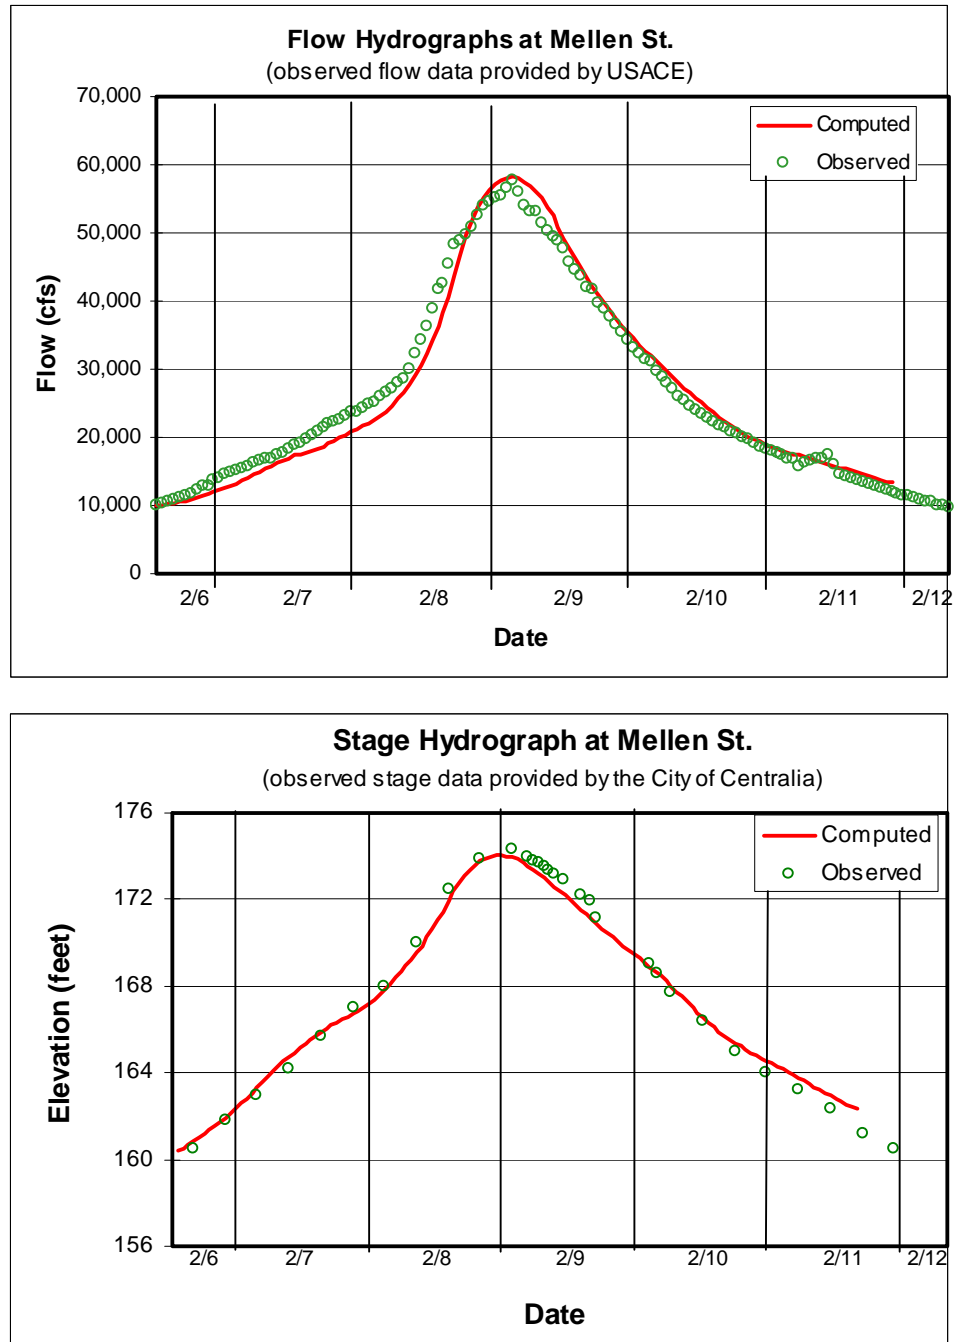 Flow Hydrographs at Mellen St.
(observed flow data provided by USACE)
70,000
60,000
50,000
40,000
30,000
20,000
10,000
0
Flow (cfs)
Computed
Observed
2/6 2/7 2/8 2/9 2/10 2/11 2/12
Date
Stage Hydrograph at Mellen St.
(observed stage data provided by the City of Centralia)
176
172
168
164
160
156
Elevation (feet)
Computed
Observed
2/6 2/7 2/8 2/9 2/10 2/11 2/12
Date